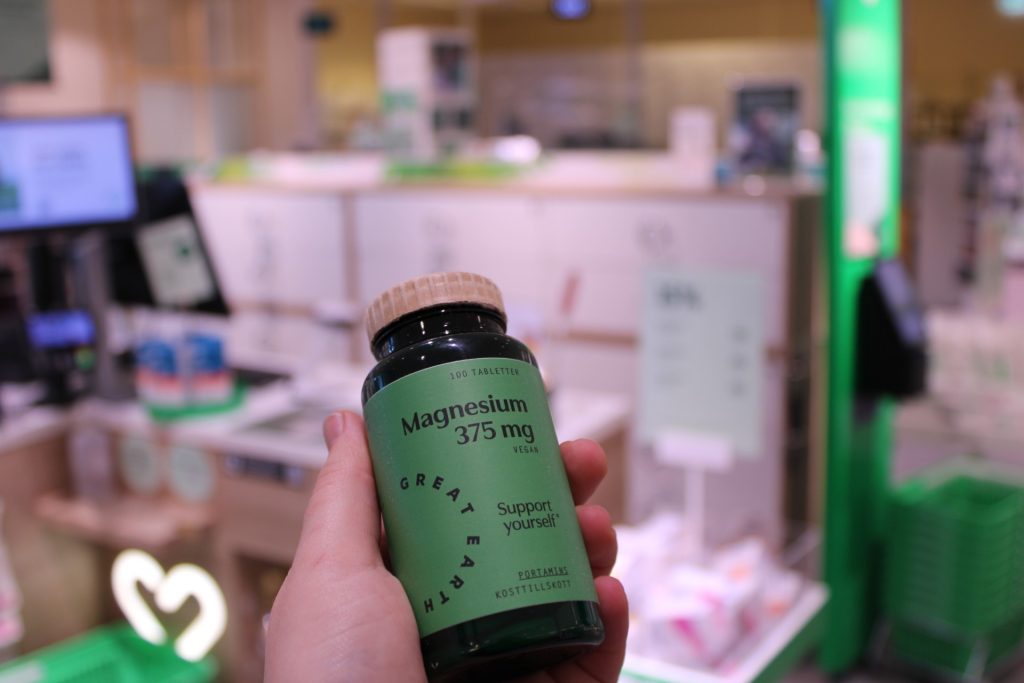 100 TABLETTER
Magnesium
375 mg
VEGAN
GREAT EARTH
Support
yourself*
PORTAMINS
KOSTTILLSKOTT